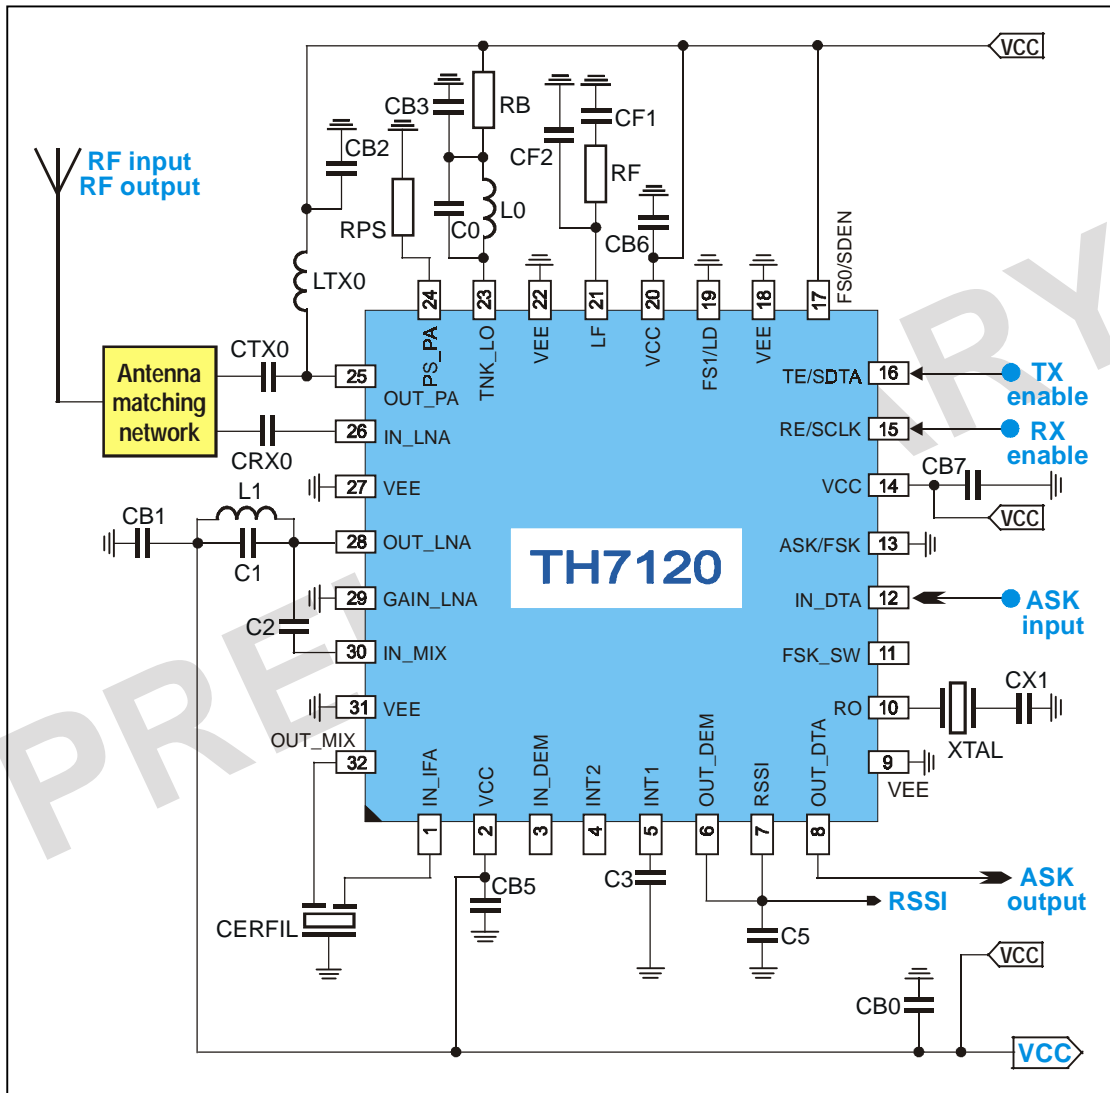 VCC
CB3
RB
CF1
CB2
CF2
RF
RF input
RF output
RPS
C0
L0
CB6
FS0/SDEN
LTX0
24
23
22
21
20
19
18
17
PS_PA
TNK_LO
VEE
LF
VCC
FS1/LD
VEE
CTX0
Antenna
matching
network
25
OUT_PA
26
IN_LNA
CRX0
TE/SDTA
16
TX
enable
RE/SCLK
15
RX
enable
27
VEE
VCC
14
CB7
VCC
L1
CB1
C1
28
OUT_LNA
ASK/FSK
13
TH7120
29
GAIN_LNA
IN_DTA
12
ASK
input
C2
30
IN_MIX
FSK_SW
11
31
VEE
RO
10
CX1
XTAL
OUT_MIX
32
9
VEE
IN_IFA
VCC
IN_DEM
INT2
INT1
OUT_DEM
RSSI
OUT_DTA
1
2
3
4
5
6
7
8
CB5
C3
CERFIL
C5
RSSI
ASK
output
VCC
CB0
VCC